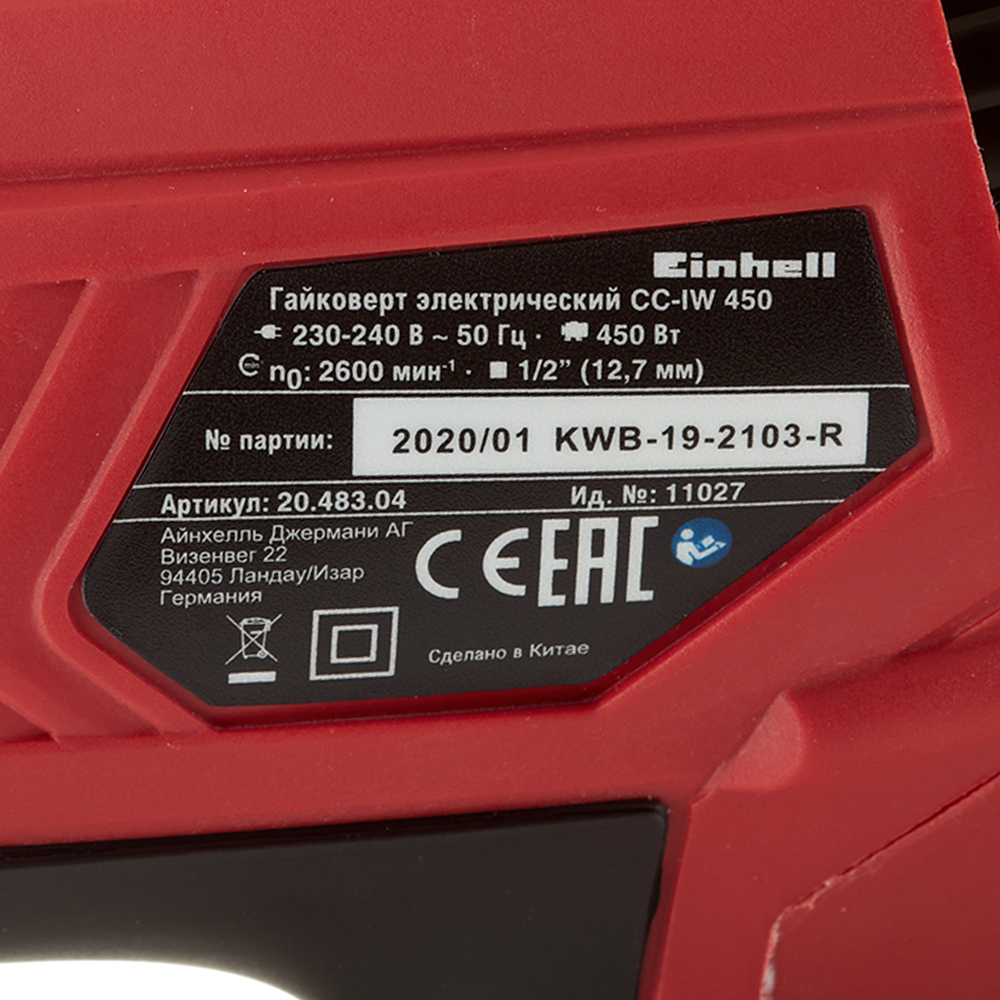 Einhell
Гайковерт электрический CC-IW 450
230-240 В ~ 50 Гц · 450 Вт
min n₀: 2600 мин⁻¹ · 1/2” (12,7 мм)
№ партии: 2020/01 KWB-19-2103-R
Артикул: 20.483.04 Ид. №: 11027
Айнхелль Джермани АГ
Визенвег 22
94405 Ландау/Изар
Германия
CE EAC
Сделано в Китае